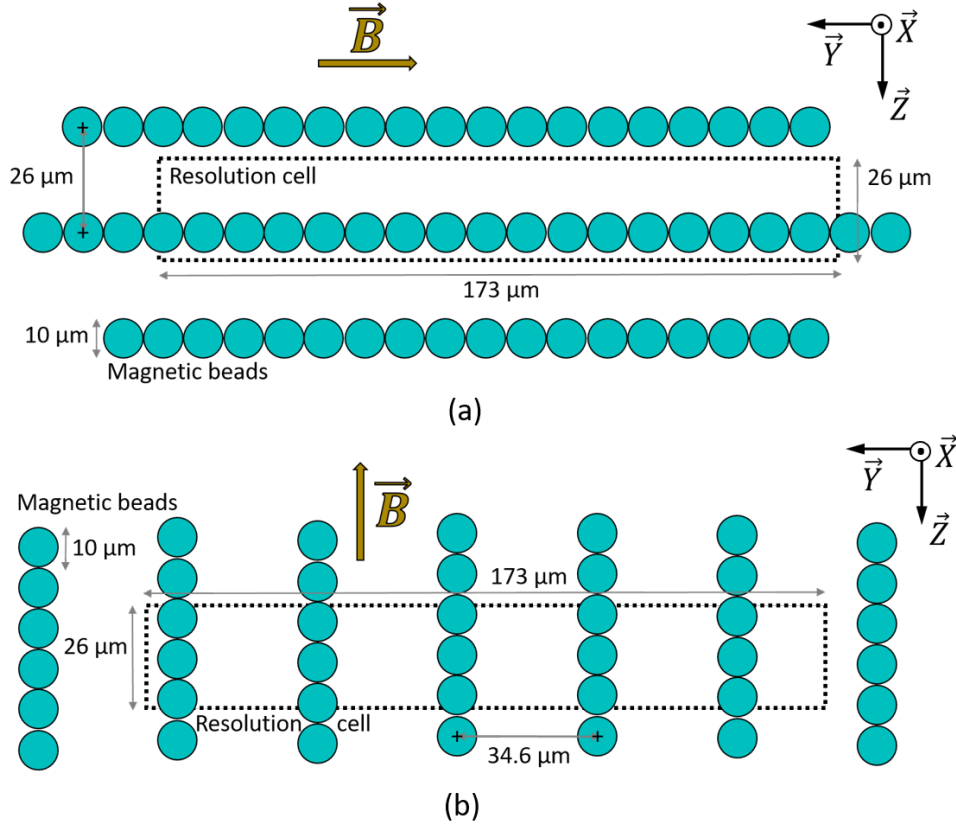 B
Y
X
Z
26 µm
Resolution cell
26 µm
173 µm
10 µm
Magnetic beads
(a)
Magnetic beads
B
Y
X
Z
10 µm
173 µm
26 µm
Resolution cell
34.6 µm
(b)